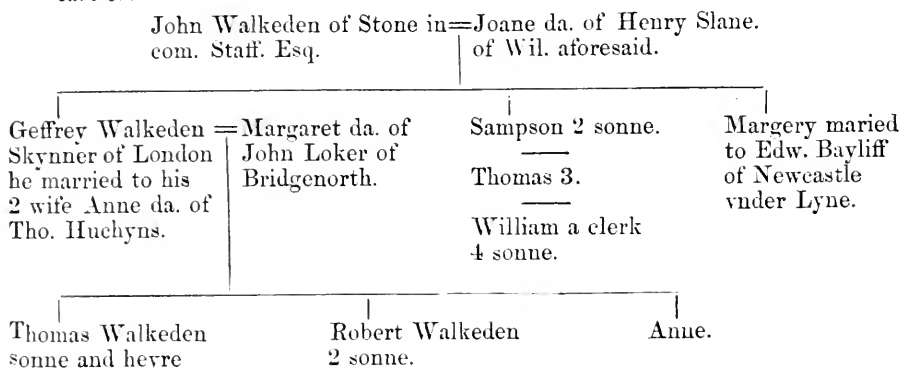 John Walkeden of Stone in=Joane da. of Henry Slane.
com. Staff. Esq. of Wil. aforesaid.
Geffrey Walkeden = Margaret da. of
Skynner of London John Loker of
he married to his Bridgenorth.
2 wife Anne da. of
Tho. Huchyns.
Sampson 2 sonne.
Thomas 3.
William a clerk
4 sonne.
Margery maried
to Edw. Bayliff
of Newcastle
vnder Lyne.
Thomas Walkeden
sonne and heyre
Robert Walkeden
2 sonne.
Anne.